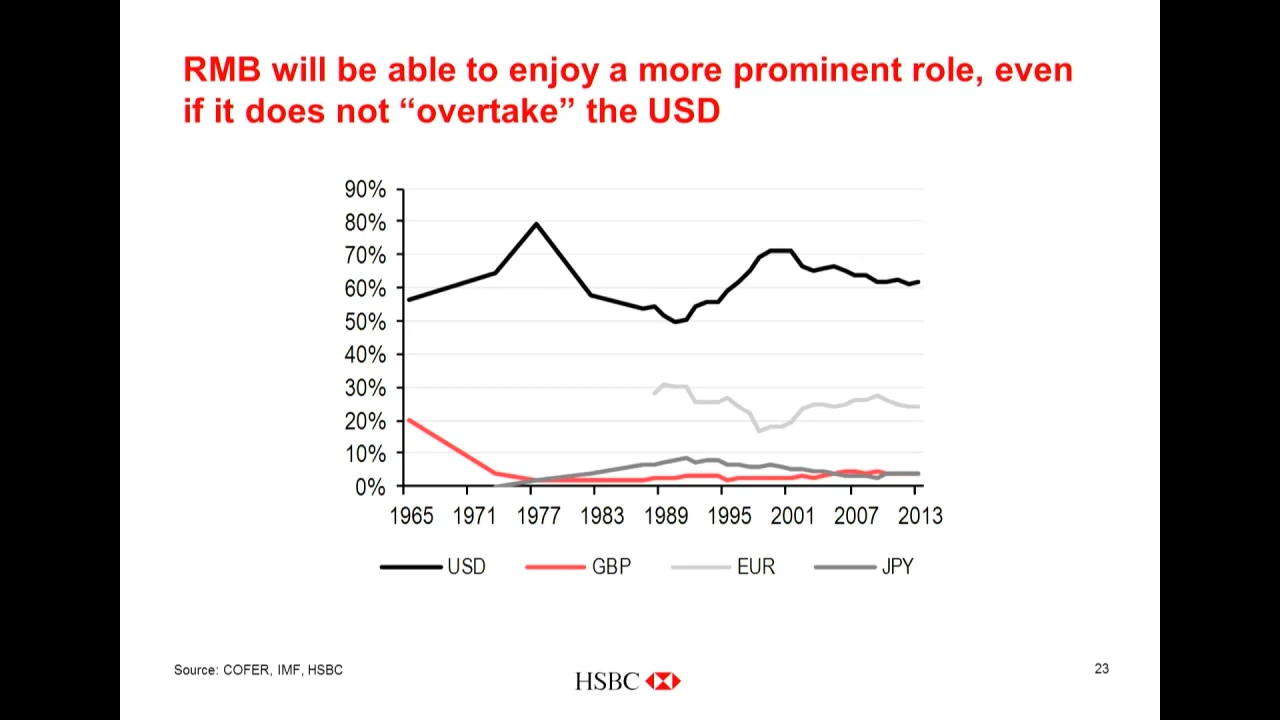 RMB will be able to enjoy a more prominent role, even
if it does not “overtake” the USD
90%
80%
70%
60%
50%
40%
30%
20%
10%
0%
1965 1971 1977 1983 1989 1995 2001 2007 2013
USD GBP EUR JPY
Source: COFER, IMF, HSBC
HSBC
23